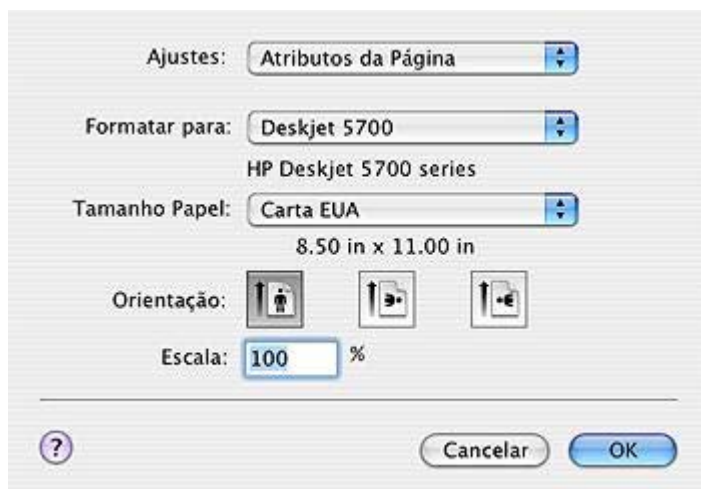 Ajustes: Atributos da Página
Formatar para: Deskjet 5700
HP Deskjet 5700 series
Tamanho Papel: Carta EUA
8.50 in x 11.00 in
Orientação:
Escala: 100 %
? Cancelar OK